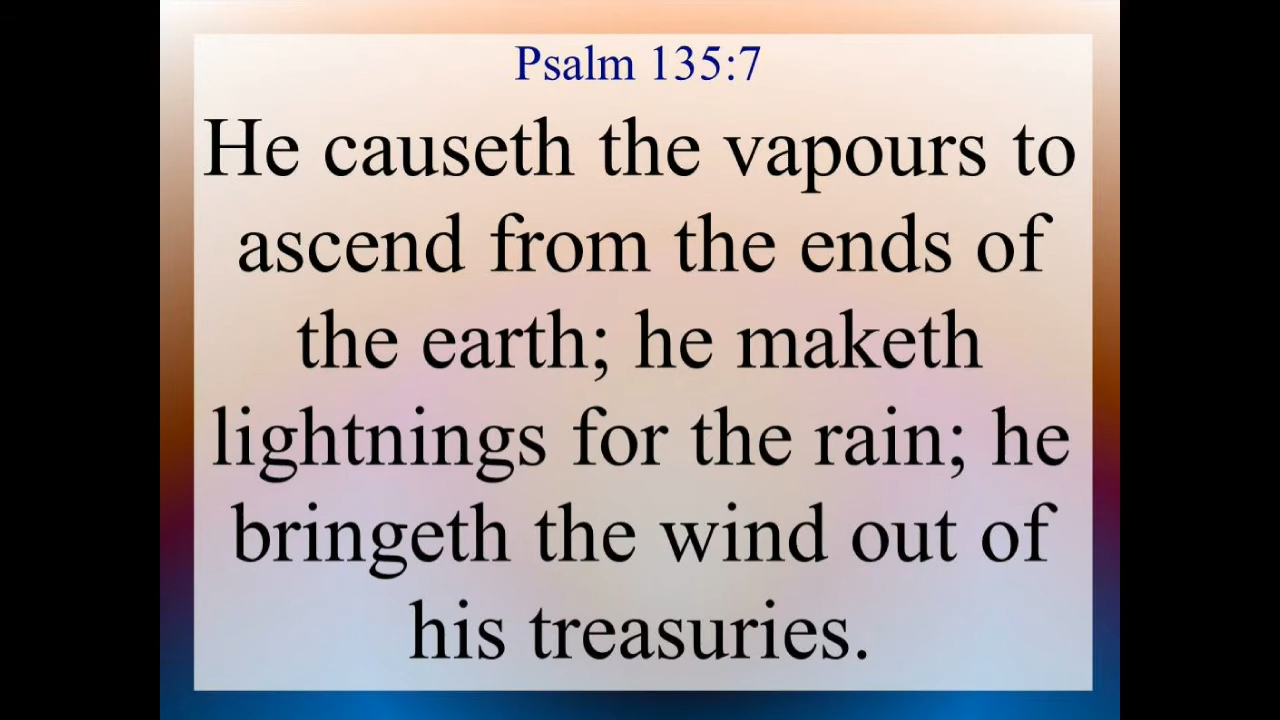 Psalm 135:7
He causeth the vapours to
ascend from the ends of
the earth; he maketh
lightnings for the rain; he
bringeth the wind out of
his treasuries.